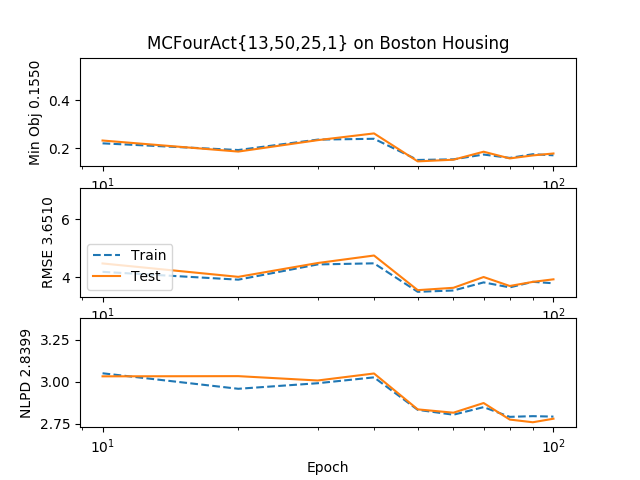 MCFourAct{13,50,25,1} on Boston Housing
Min Obj 0.1550
0.4
0.2
10¹
10²
RMSE 3.6510
6
4
Train
Test
10¹
10²
NLPD 2.8399
3.25
3.00
2.75
10¹
10²
Epoch